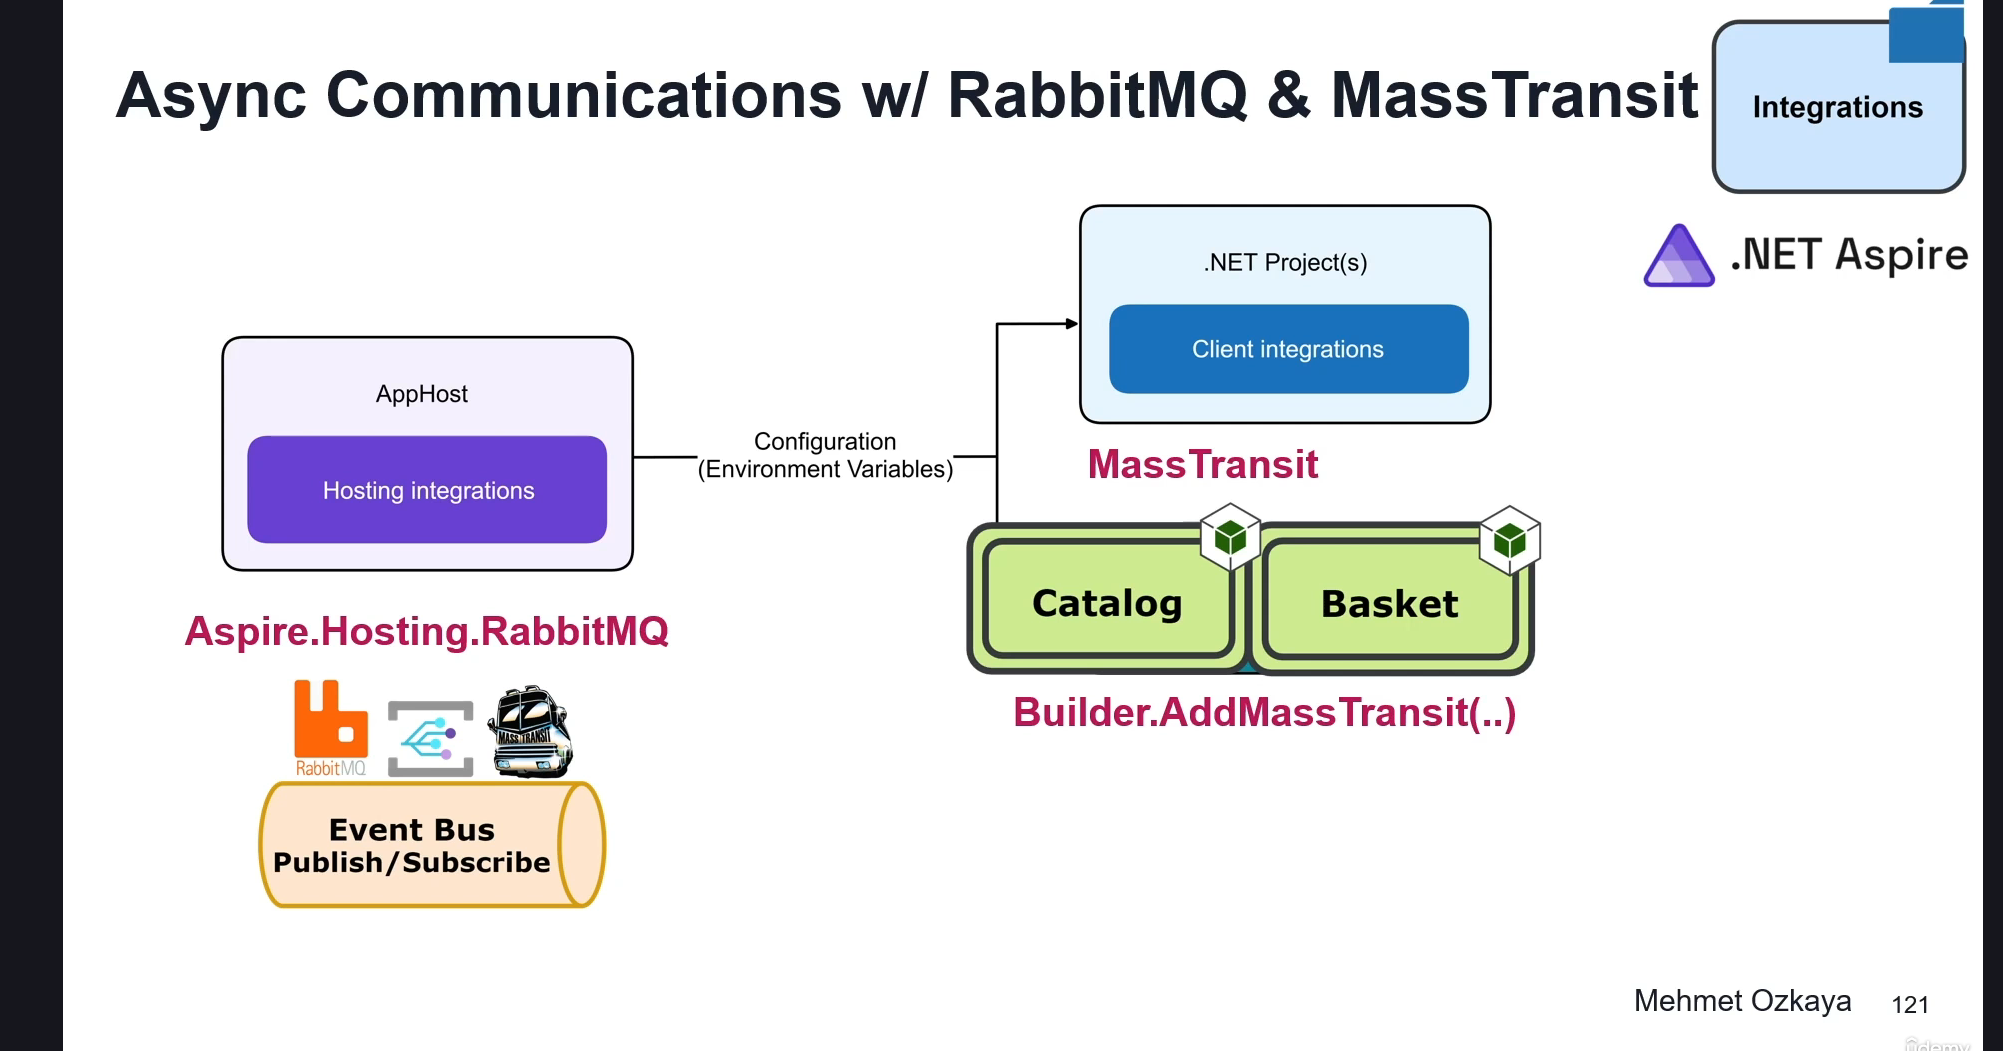 Async Communications w/ RabbitMQ & MassTransit
Integrations
.NET Aspire
.NET Project(s)
Client integrations
AppHost
Hosting integrations
Configuration
(Environment Variables)
MassTransit
Catalog
Basket
Aspire.Hosting.RabbitMQ
Builder.AddMassTransit(..)
RabbitMQ
MASS TRANSIT
Event Bus
Publish/Subscribe
Mehmet Ozkaya
121